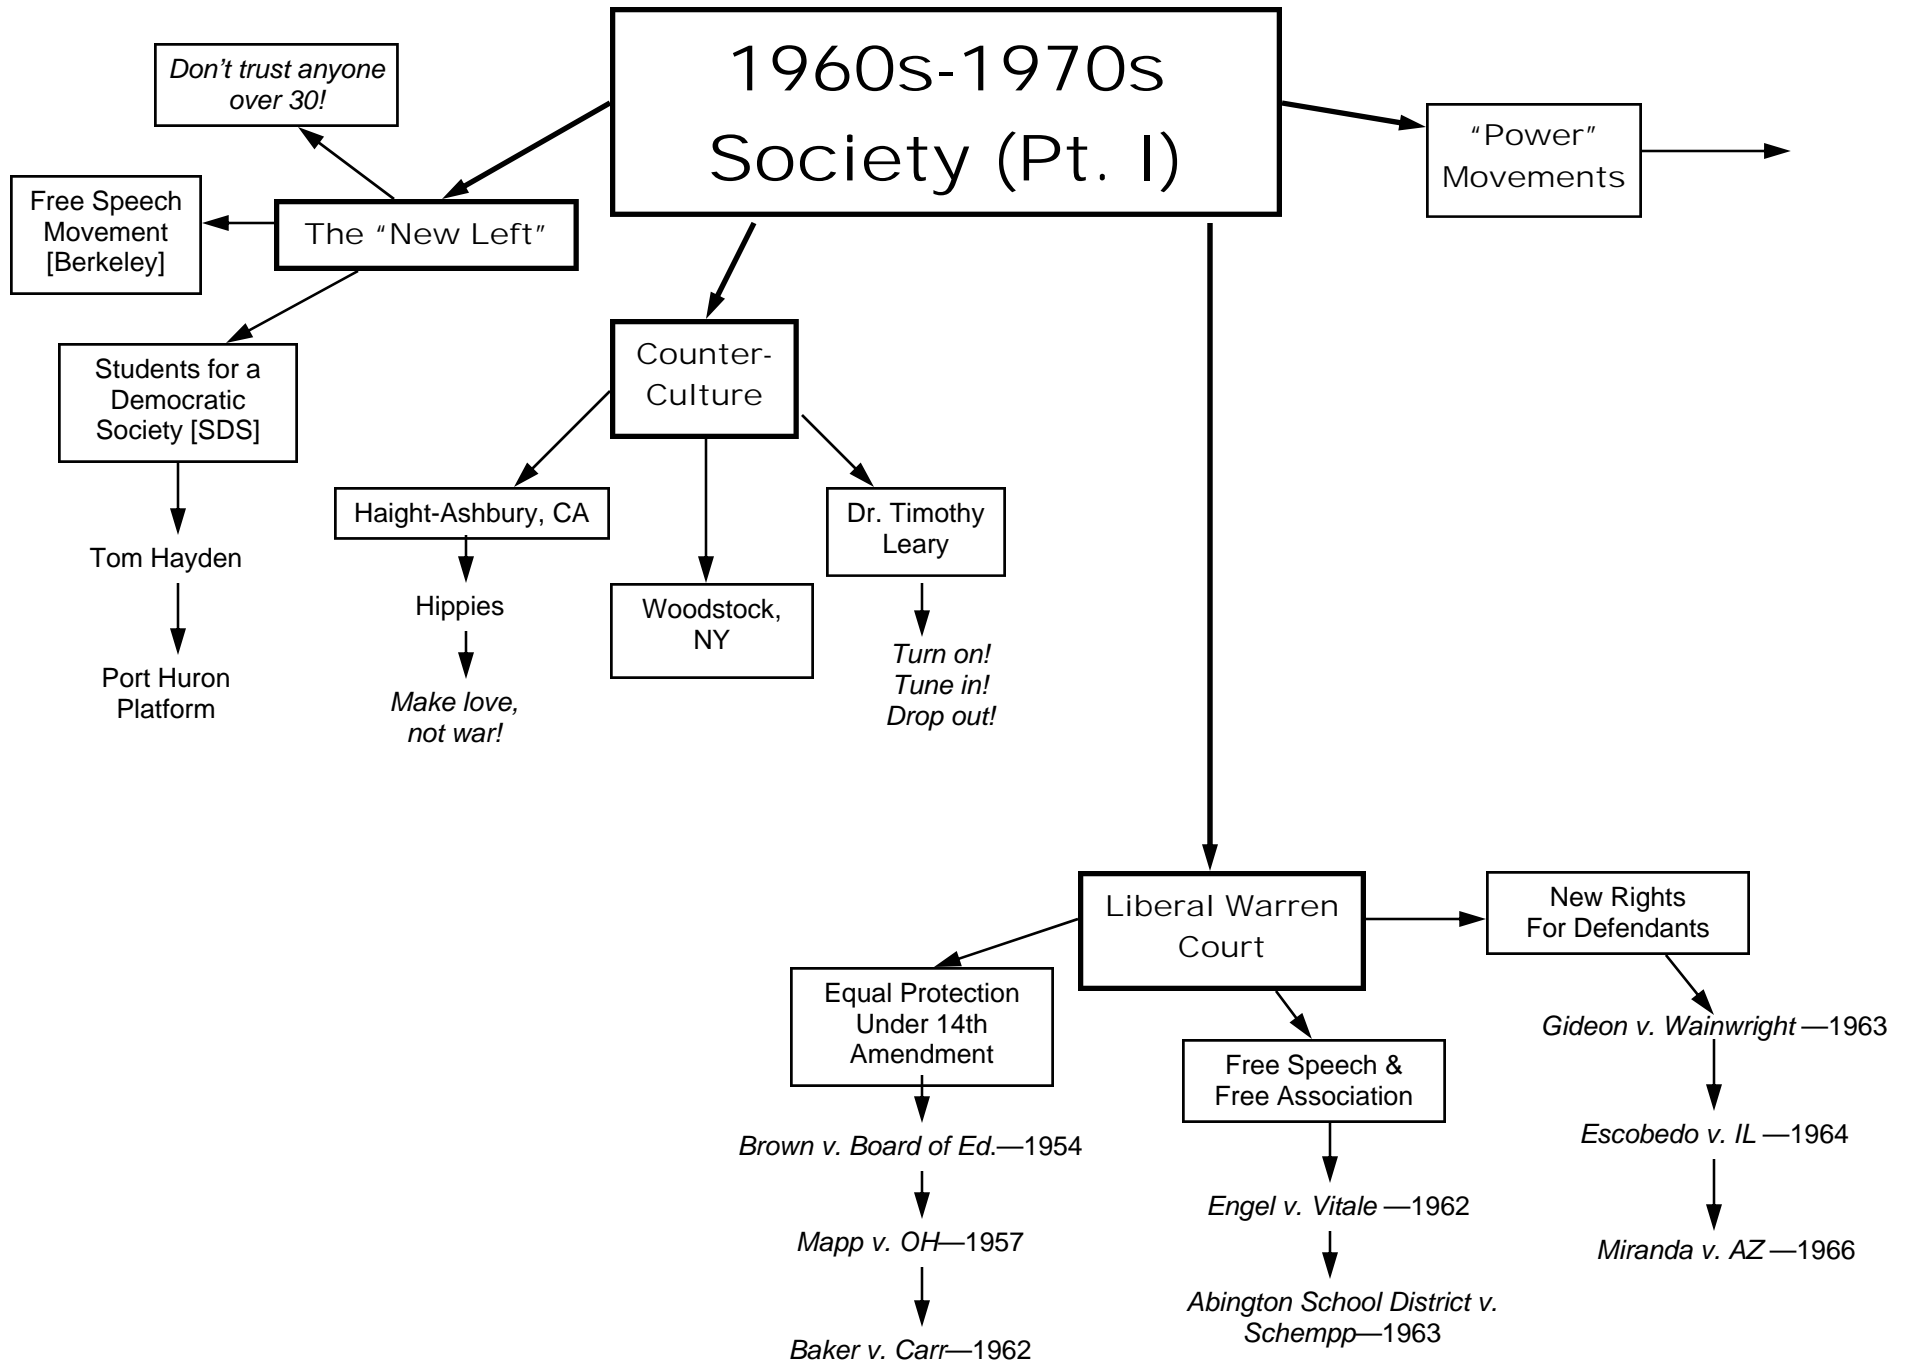 1960s-1970s
Society (Pt. I)
Don't trust anyone
over 30!
"Power"
Movements
Free Speech
Movement
[Berkeley]
The "New Left"
Students for a
Democratic
Society [SDS]
Counter-
Culture
Tom Hayden
Port Huron
Platform
Haight-Ashbury, CA
Hippies
Make love,
not war!
Woodstock,
NY
Dr. Timothy
Leary
Turn on!
Tune in!
Drop out!
Liberal Warren
Court
New Rights
For Defendants
Equal Protection
Under 14th
Amendment
Brown v. Board of Ed.—1954
Mapp v. OH—1957
Baker v. Carr—1962
Free Speech &
Free Association
Engel v. Vitale —1962
Abington School District v.
Schempp—1963
Gideon v. Wainwright —1963
Escobedo v. IL —1964
Miranda v. AZ —1966